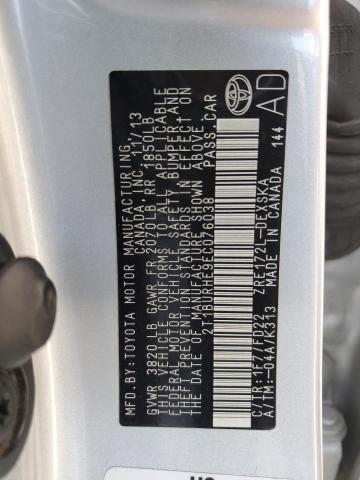 MFD.BY:TOYOTA MOTOR MANUFACTURING,
CANADA, INC. 11/13
GVWR 3820LB GAWR FR 2070LB RR 1850LB
THIS VEHICLE CONFORMS TO ALL APPLICABLE
FEDERAL MOTOR VEHICLE SAFETY BUMPER, AND
THEFT PREVENTION STANDARDS IN EFFECT ON
THE DATE OF MANUFACTURE SHOWN ABOVE.
2T1BURHE9EC076038 PASS.CAR
C/TR:1F7/FD22 ZRE172L-DEXSKA
A/TM:-04A/K313 MADE IN CANADA
144
AD